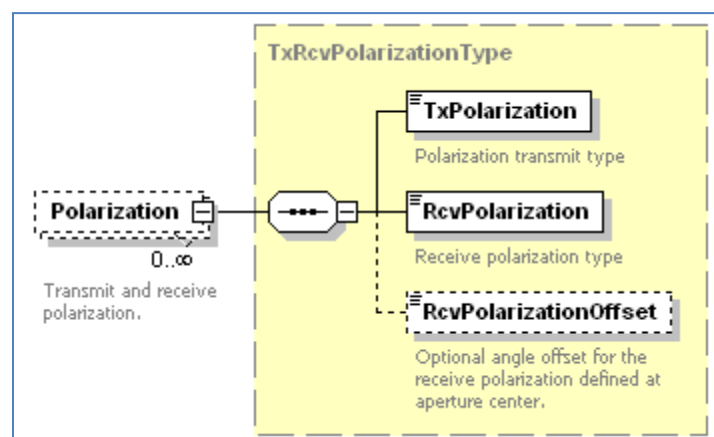 TxRcvPolarizationType
TxPolarization
Polarization transmit type
Polarization
0..∞
Transmit and receive
polarization.
RcvPolarization
Receive polarization type
RcvPolarizationOffset
Optional angle offset for the
receive polarization defined at
aperture center.